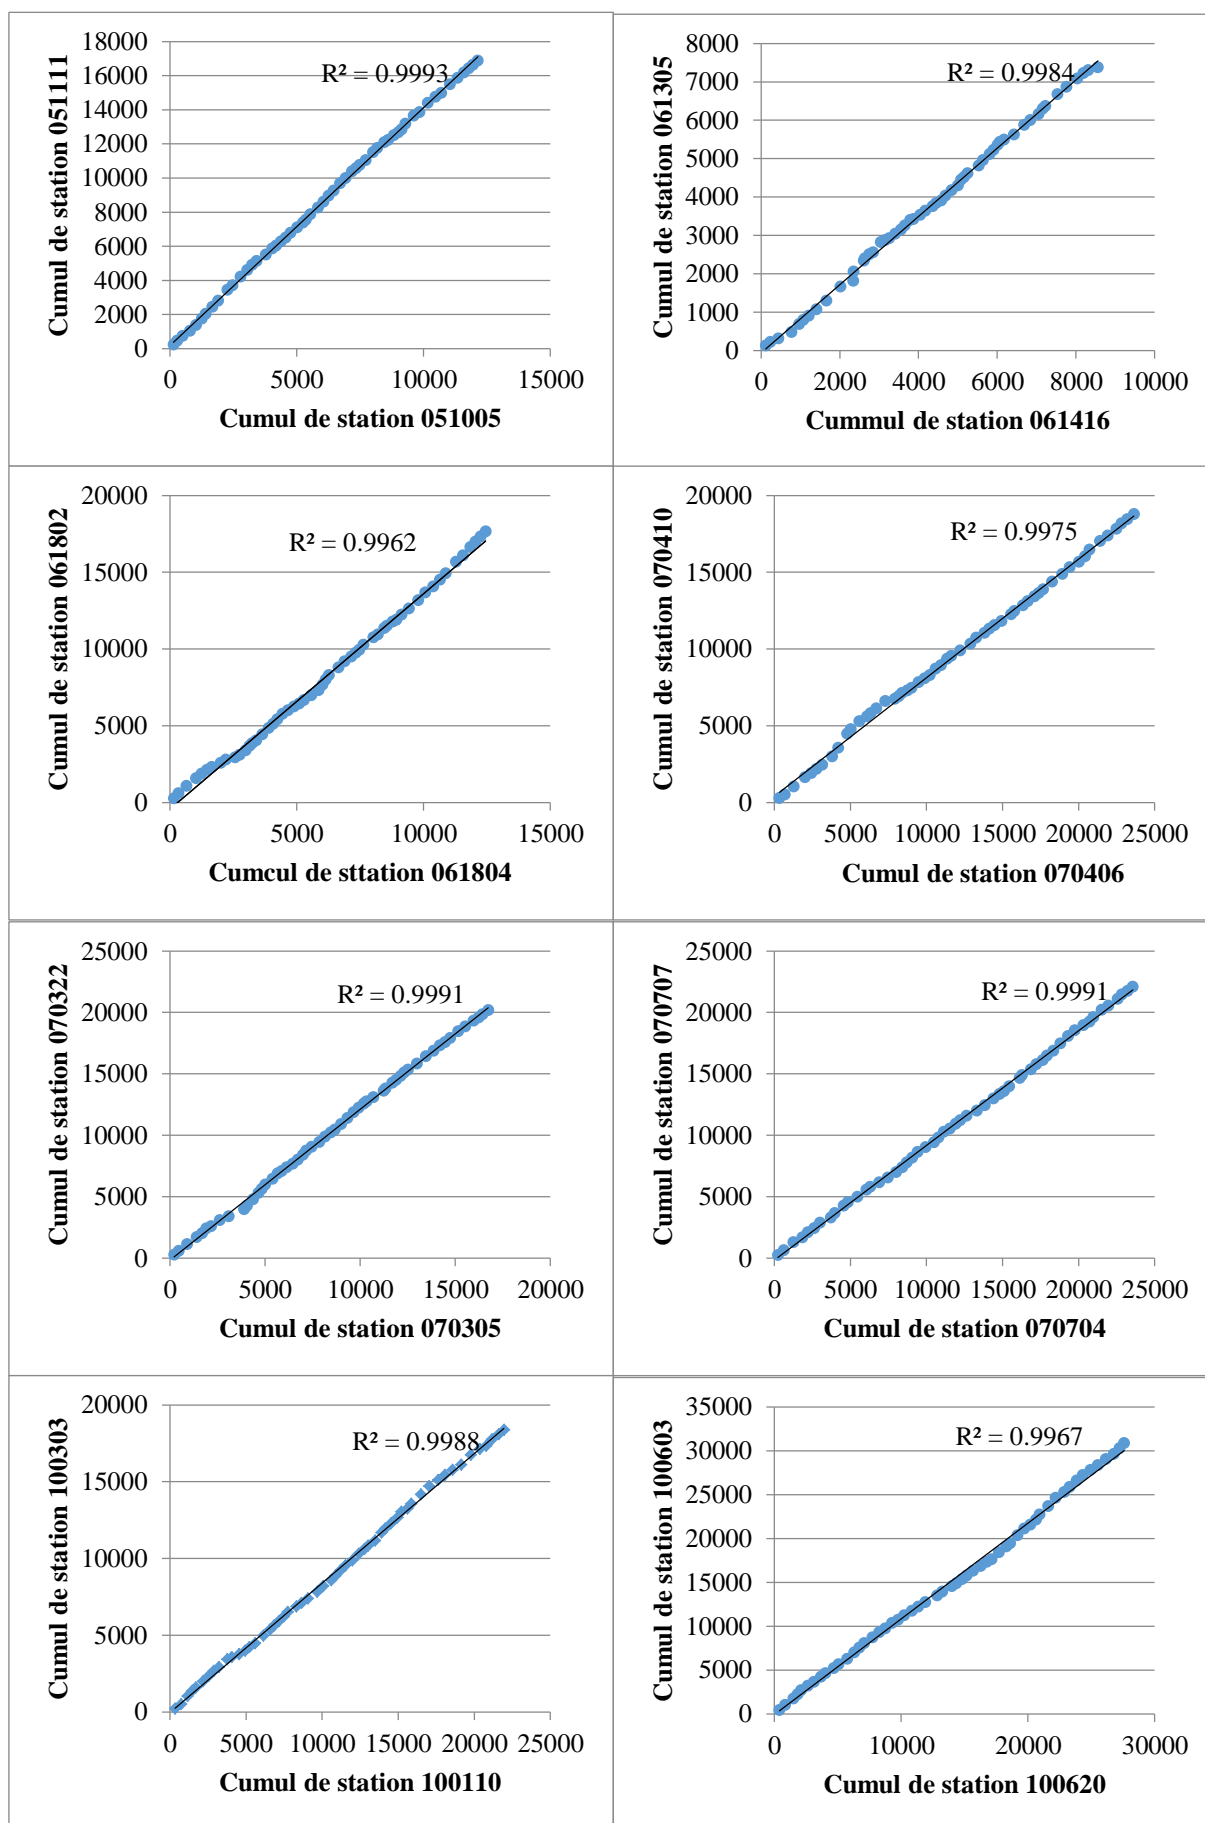 18000
16000
14000
12000
10000
8000
6000
4000
2000
0
0 5000 10000 15000
R² = 0.9993
Cumul de station 051111
Cumul de station 051005
8000
7000
6000
5000
4000
3000
2000
1000
0
0 2000 4000 6000 8000 10000
R² = 0.9984
Cumul de station 061305
Cummul de station 061416
20000
15000
10000
5000
0
0 5000 10000 15000
R² = 0.9962
Cumul de station 061802
Cumcul de sttation 061804
20000
15000
10000
5000
0
0 5000 10000 15000 20000 25000
R² = 0.9975
Cumul de station 070410
Cumul de station 070406
25000
20000
15000
10000
5000
0
0 5000 10000 15000 20000
R² = 0.9991
Cumul de station 070322
Cumul de station 070305
25000
20000
15000
10000
5000
0
0 5000 10000 15000 20000 25000
R² = 0.9991
Cumul de station 070707
Cumul de station 070704
20000
15000
10000
5000
0
0 5000 10000 15000 20000 25000
R² = 0.9988
Cumul de station 100303
Cumul de station 100110
35000
30000
25000
20000
15000
10000
5000
0
0 10000 20000 30000
R² = 0.9967
Cumul de station 100603
Cumul de station 100620